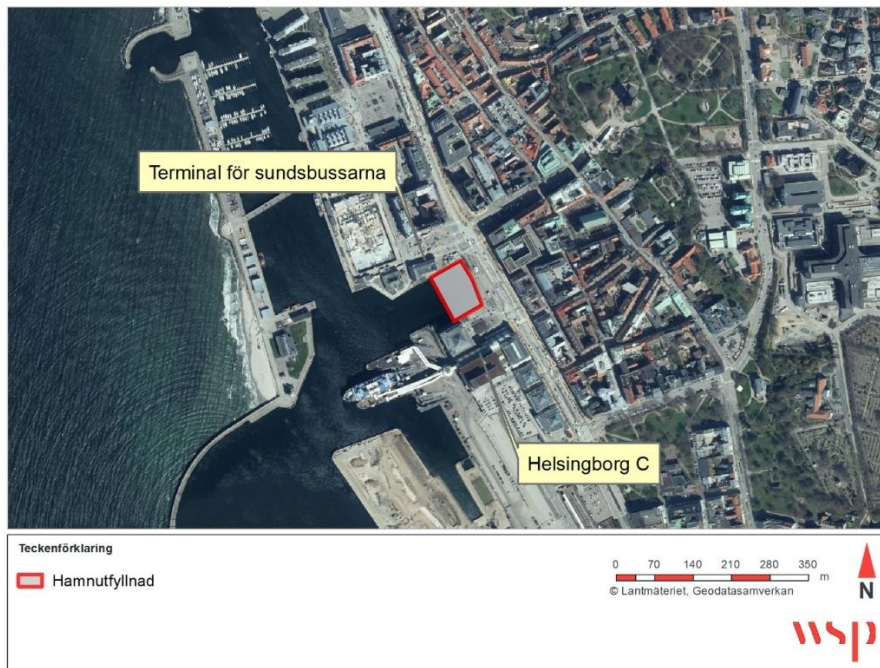 Terminal för sundsbussarna
Helsingborg C
Teckenförklaring
Hamnutfyllnad
0 70 140 210 280 350
m
© Lantmäteriet, Geodatasamverkan
N
wsp